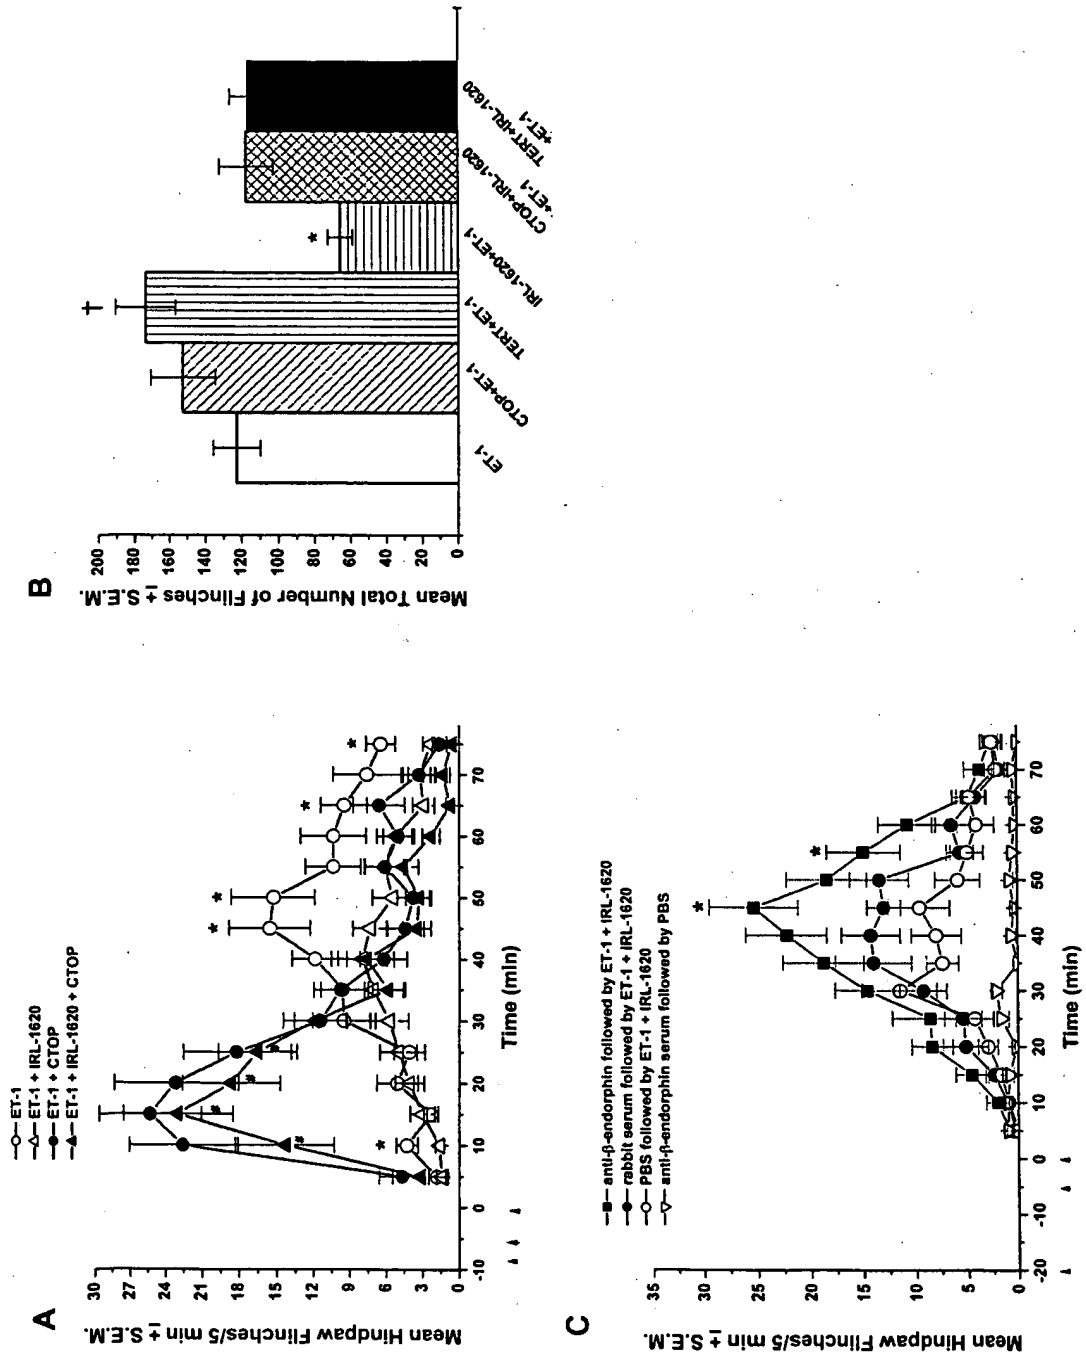 A
Mean Hindpaw Flinches/5 min ± S.E.M.
30
25
21
18
12
9
6
3
0
-10
0
10
20
30
40
50
60
70
Time (min)
ET-1
ET-1 + IRL-1620
ET-1 + CTOP
ET-1 + IRL-1620 + CTOP
*
*
*
*
*
#
#
#
#
B
Mean Total Number of Flinches ± S.E.M.
200
180
160
140
120
100
80
60
40
20
0
ET-1
CTOP+ET-1
TERT+ET-1
IRL-1620+ET-1
CTOP+IRL-1620
+ET-1
TERT+IRL-1620
+ET-1
†
*
C
Mean Hindpaw Flinches/5 min ± S.E.M.
35
30
25
20
15
10
5
0
-20
-10
0
10
20
30
40
50
60
70
Time (min)
anti-β-endorphin followed by ET-1 + IRL-1620
rabbit serum followed by ET-1 + IRL-1620
PBS followed by ET-1 + IRL-1620
anti-β-endorphin serum followed by PBS
*
*